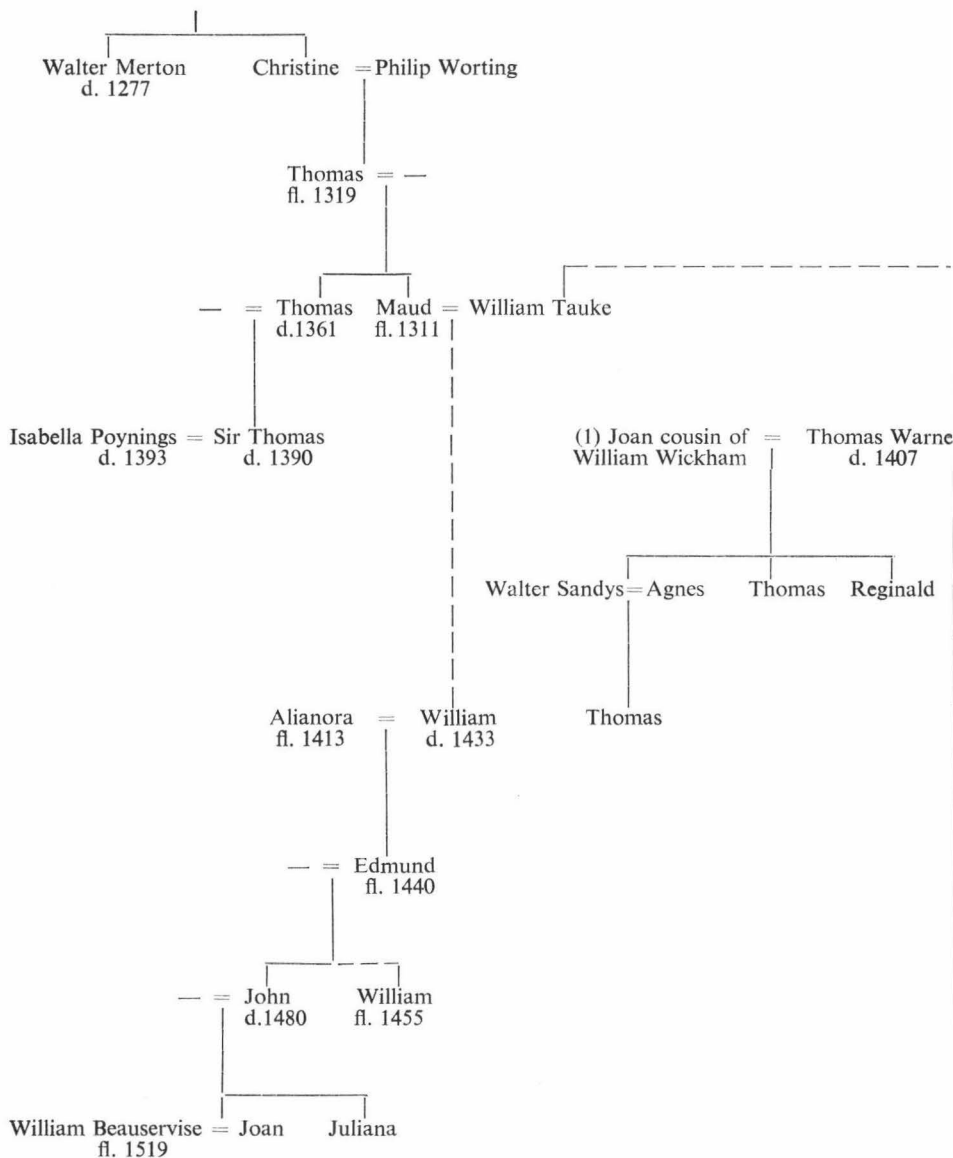 Walter Merton Christine = Philip Worting
d. 1277
Thomas = —
fl. 1319
— = Thomas Maud = William Tauke
d.1361 fl. 1311
Isabella Poynings = Sir Thomas (1) Joan cousin of = Thomas Warne
d. 1393 d. 1390 William Wickham d. 1407
Walter Sandys = Agnes Thomas Reginald
Alianora = William Thomas
fl. 1413 d. 1433
— = Edmund
fl. 1440
— = John William
d.1480 fl. 1455
William Beauservise = Joan Juliana
fl. 1519